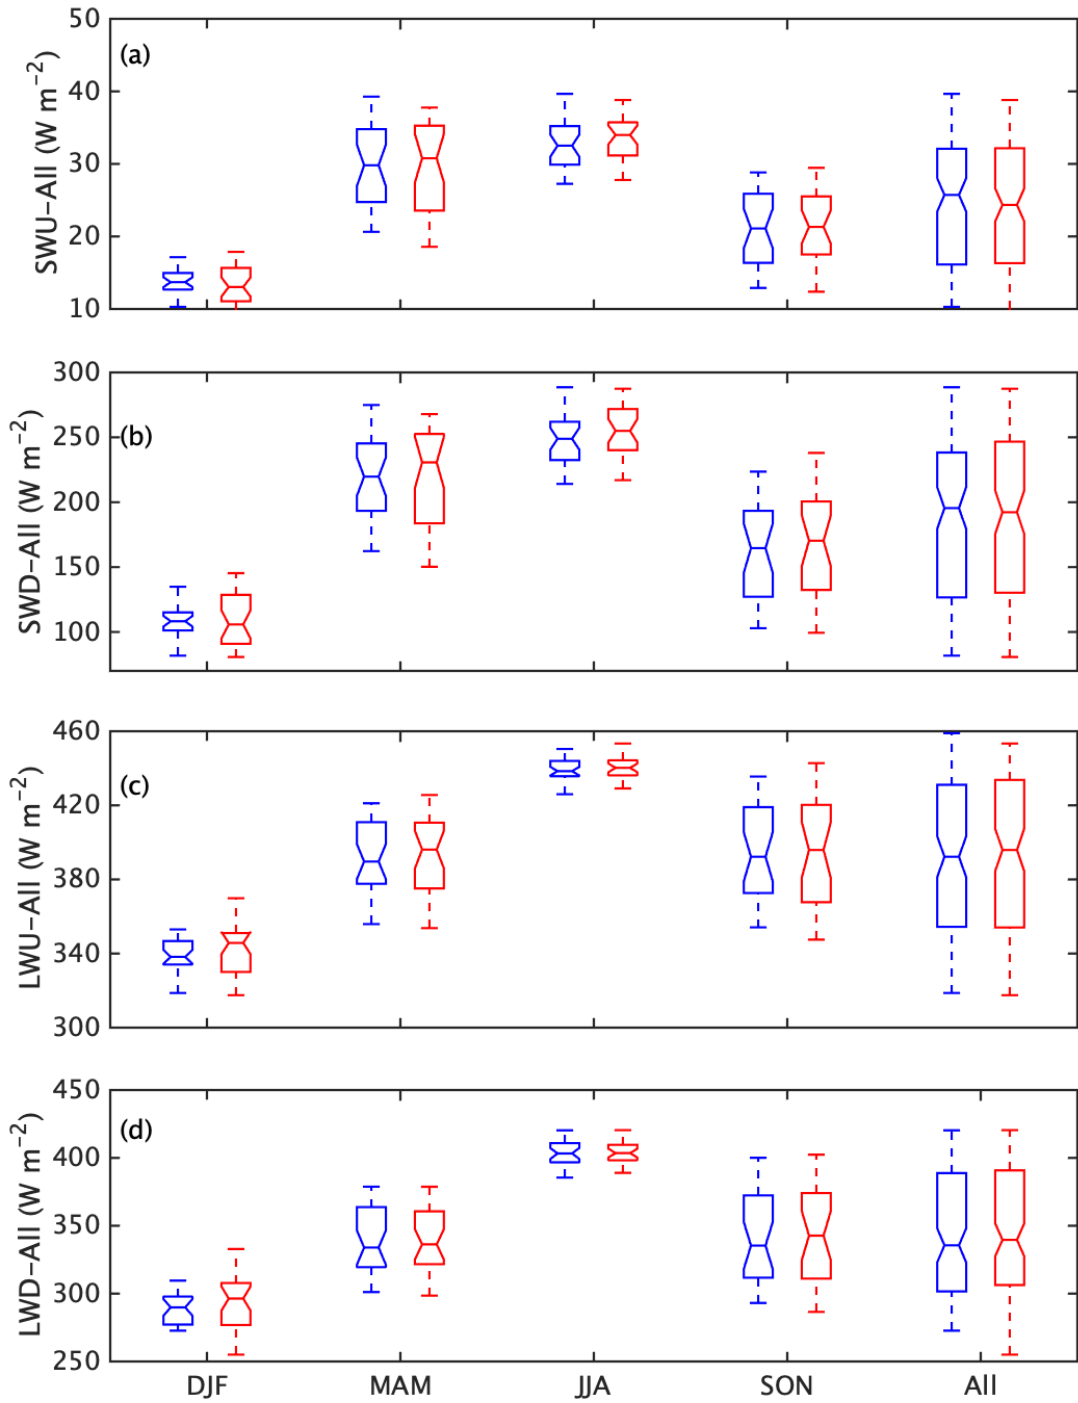 50
40
30
20
10
SWU-All (W m⁻²)
(a)
300
250
200
150
100
SWD-All (W m⁻²)
(b)
460
420
380
340
300
LWU-All (W m⁻²)
(c)
450
400
350
300
250
LWD-All (W m⁻²)
(d)
DJF MAM JJA SON All